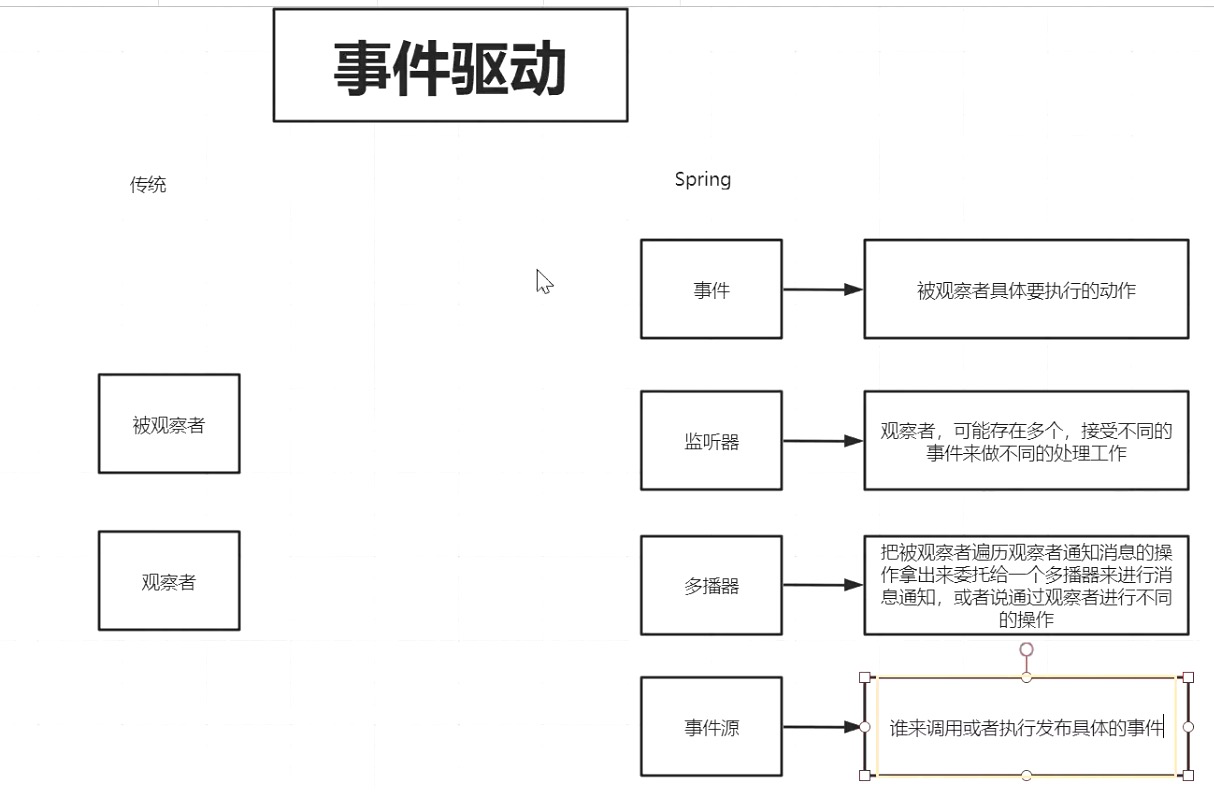 事件驱动
传统
Spring
事件
被观察者具体要执行的动作
被观察者
监听器
观察者，可能存在多个，接受不同的
事件来做不同的处理工作
观察者
多播器
把被观察者遍历观察者通知消息的操
作拿出来委托给一个多播器来进行消
息通知，或者说通过观察者进行不同
的操作
事件源
谁来调用或者执行发布具体的事件